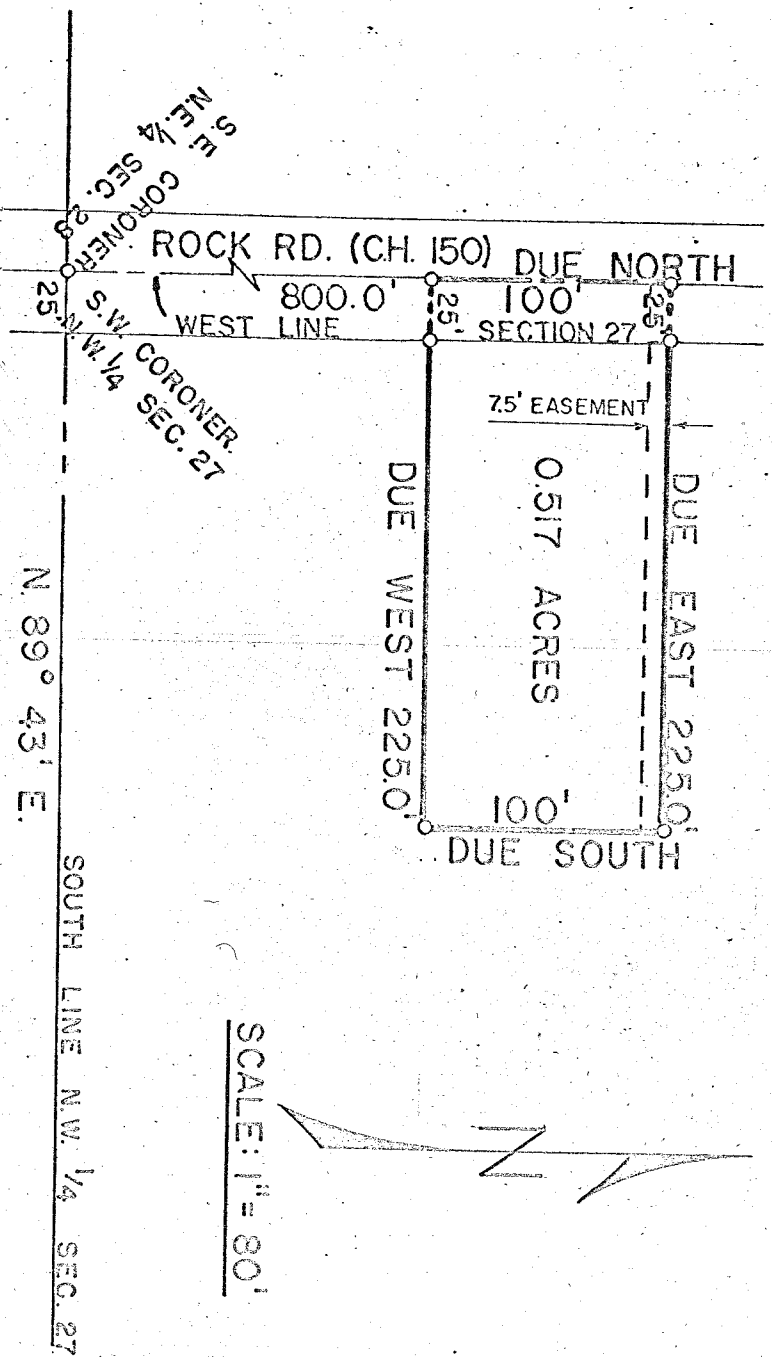 S.E. CORONER
N.E. 1/4 SEC. 28
ROCK RD. (C.H. 150)
DUE NORTH
800.0'
100'
25'
25'
WEST LINE
SECTION 27
25'
S.W. CORONER.
N.W. 1/4 SEC. 27
7.5' EASEMENT
0.517 ACRES
DUE WEST 225.0'
DUE EAST 225.0'
100'
DUE SOUTH
N. 89° 43' E.
SOUTH LINE N.W. 1/4 SEC. 27
SCALE: 1" = 80'
N